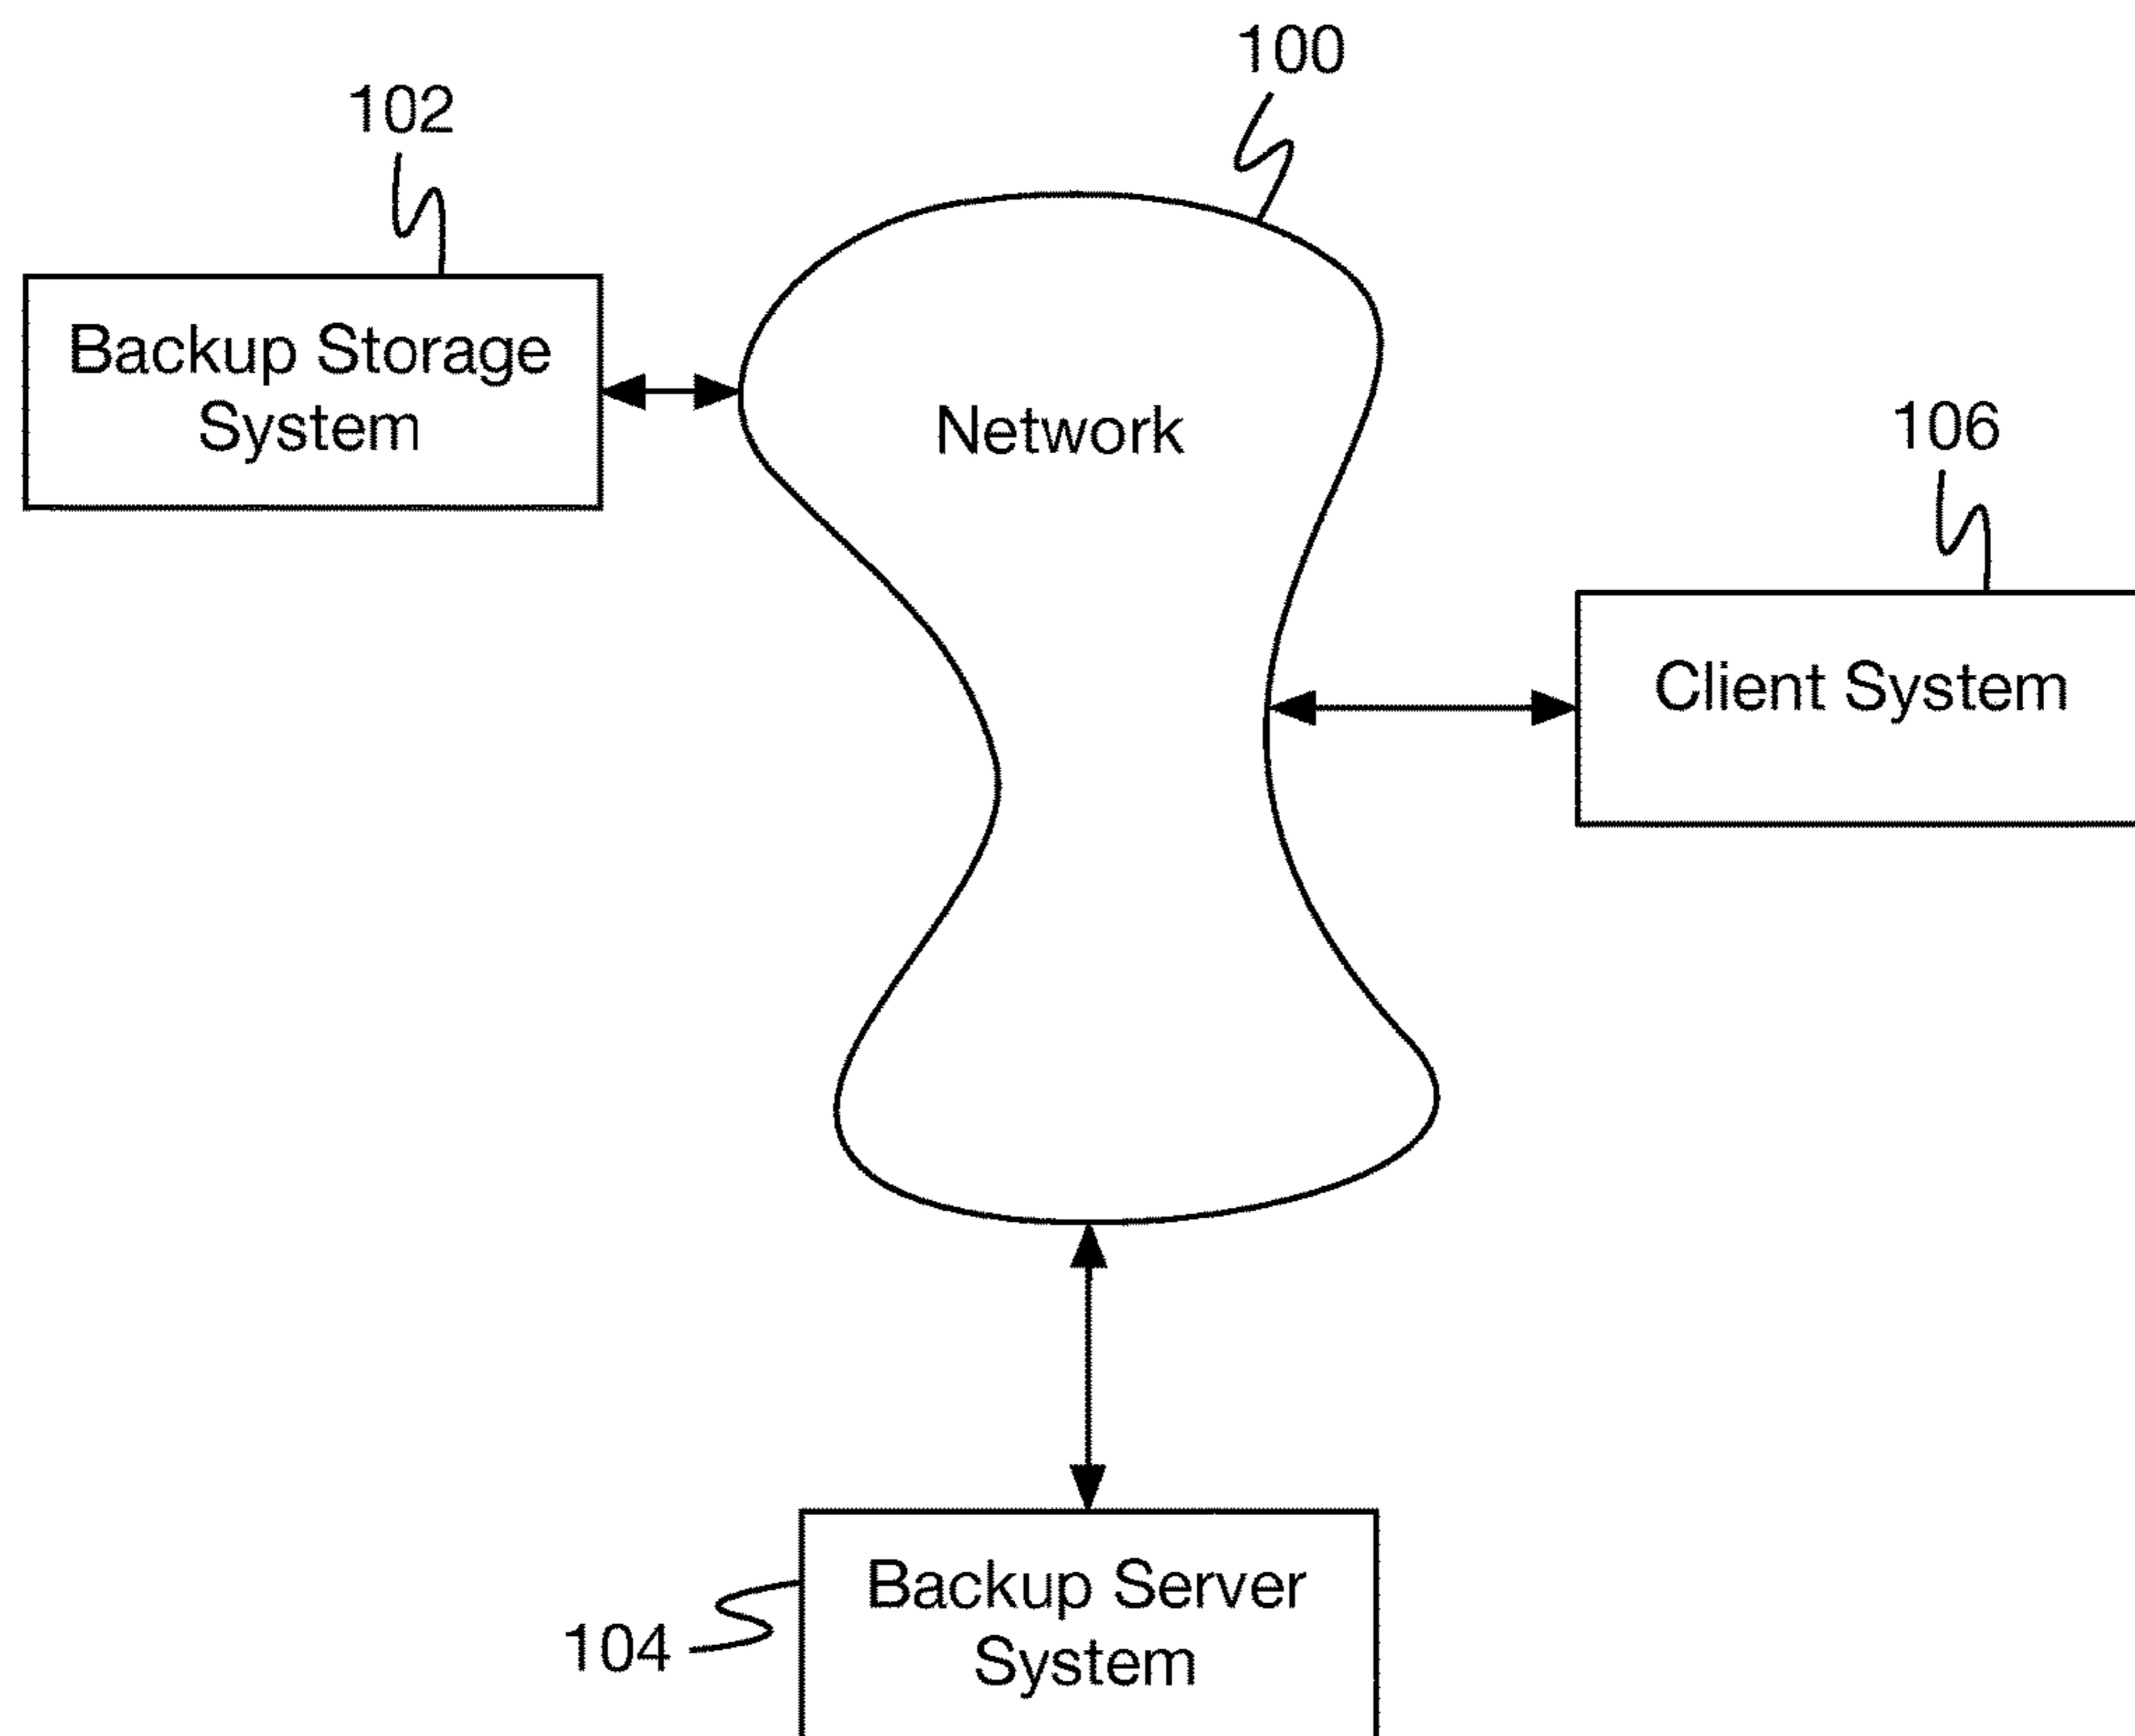 100
102
Backup Storage
System
Network
106
Client System
Backup Server
System
104